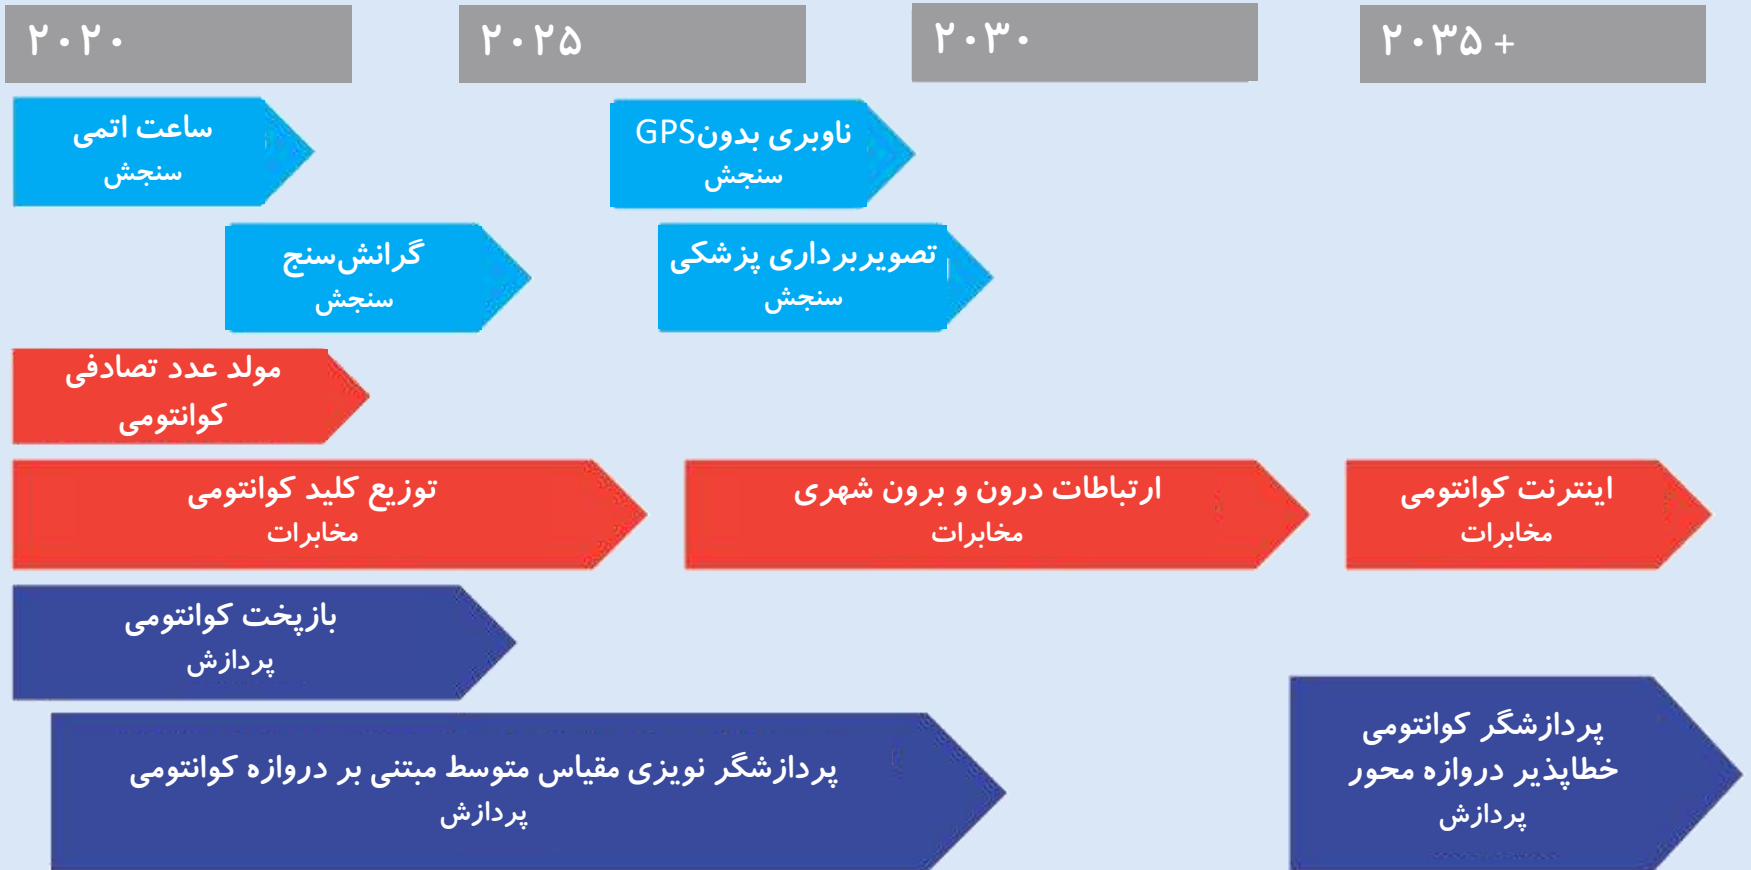 ۲۰۲۰
۲۰۲۵
۲۰۳۰
۲۰۳۵ +
ساعت اتمی
سنجش
ناوبری بدونGPS
سنجش
گرانش‌سنج
سنجش
تصویربرداری پزشکی
سنجش
مولد عدد تصادفی
کوانتومی
توزیع کلید کوانتومی
مخابرات
ارتباطات درون و برون شهری
مخابرات
اینترنت کوانتومی
مخابرات
بازپخت کوانتومی
پردازش
پردازشگر نویزی مقیاس متوسط مبتنی بر دروازه کوانتومی
پردازش
پردازشگر کوانتومی
خطاپذیر دروازه محور
پردازش